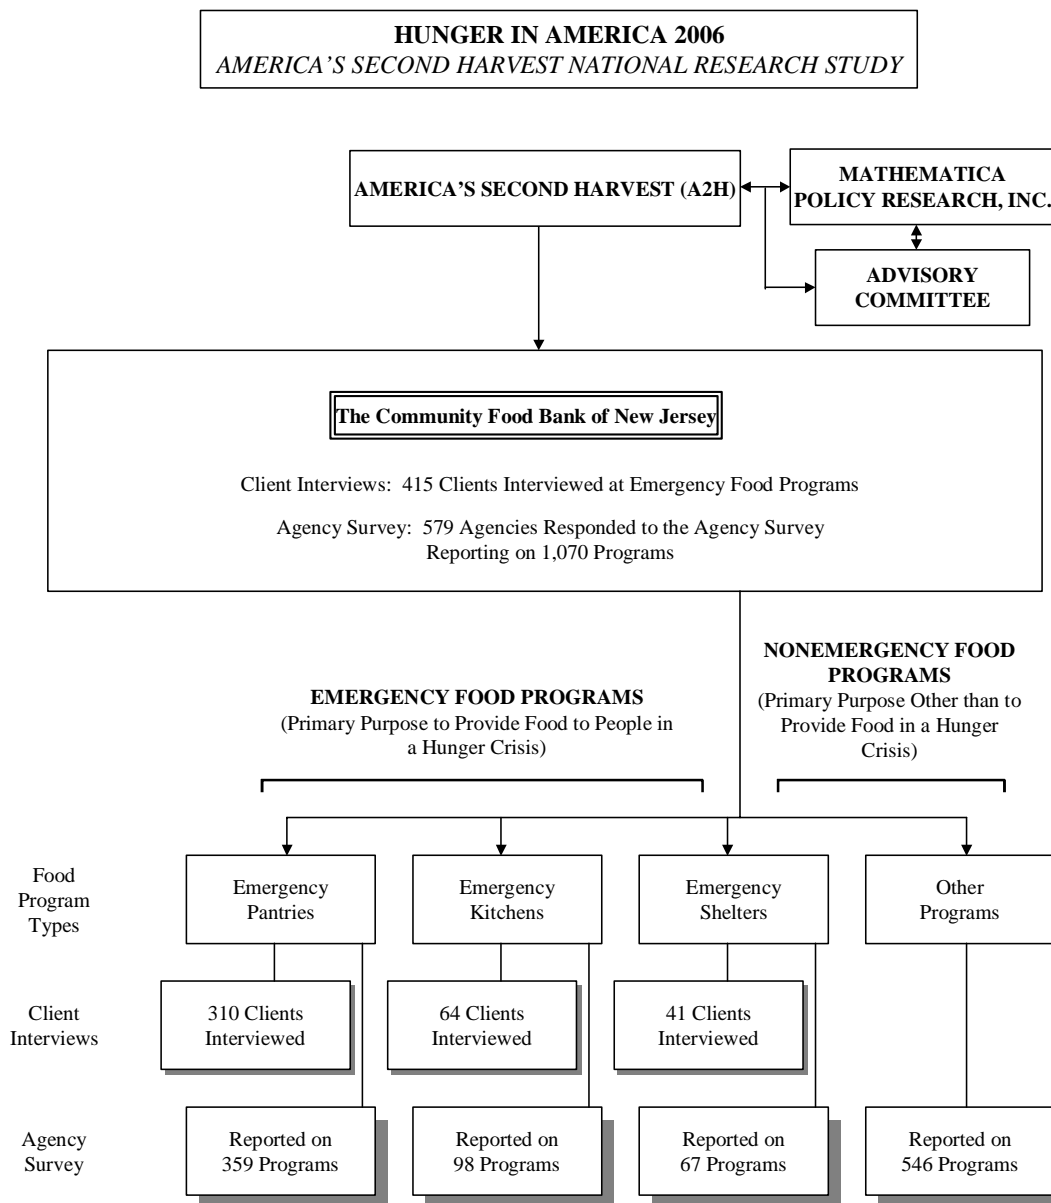 HUNGER IN AMERICA 2006
AMERICA’S SECOND HARVEST NATIONAL RESEARCH STUDY
AMERICA’S SECOND HARVEST (A2H)
MATHEMATICA
POLICY RESEARCH, INC.
ADVISORY
COMMITTEE
The Community Food Bank of New Jersey
Client Interviews: 415 Clients Interviewed at Emergency Food Programs
Agency Survey: 579 Agencies Responded to the Agency Survey
Reporting on 1,070 Programs
EMERGENCY FOOD PROGRAMS
(Primary Purpose to Provide Food to People in
a Hunger Crisis)
NONEMERGENCY FOOD
PROGRAMS
(Primary Purpose Other than to
Provide Food in a Hunger
Crisis)
Food
Program
Types
Emergency
Pantries
Emergency
Kitchens
Emergency
Shelters
Other
Programs
Client
Interviews
310 Clients
Interviewed
64 Clients
Interviewed
41 Clients
Interviewed
Agency
Survey
Reported on
359 Programs
Reported on
98 Programs
Reported on
67 Programs
Reported on
546 Programs